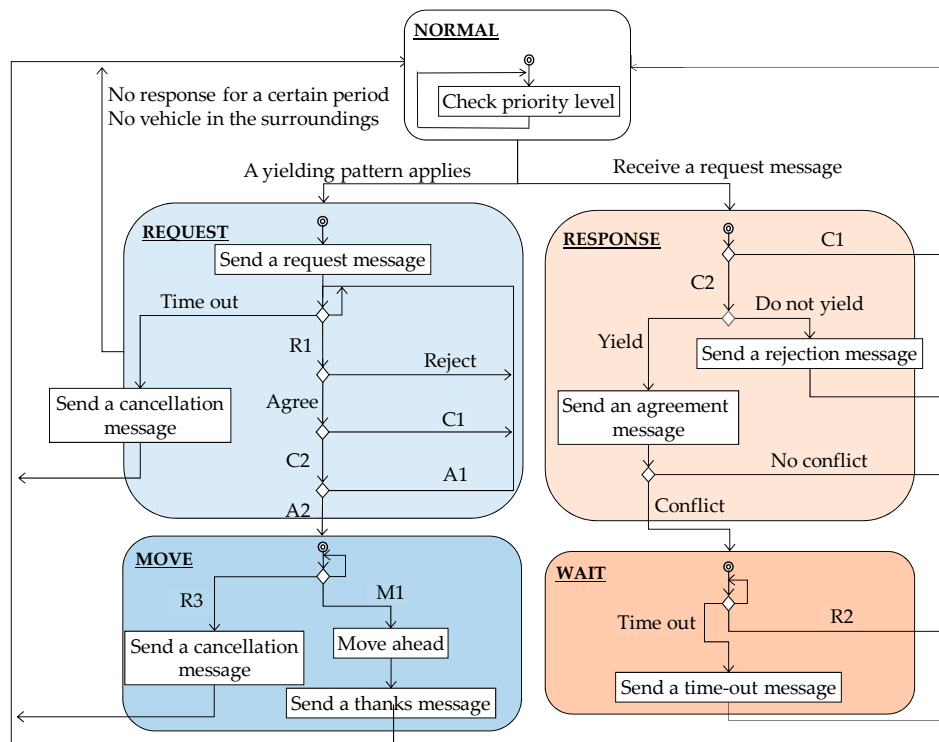 NORMAL
Check priority level
No response for a certain period
No vehicle in the surroundings
A yielding pattern applies
Receive a request message
REQUEST
Send a request message
Time out
R1
Reject
Send a cancellation
message
Agree
C1
C2
A1
A2
RESPONSE
C1
C2
Do not yield
Yield
Send a rejection message
Send an agreement
message
No conflict
Conflict
MOVE
R3
M1
Send a cancellation
message
Move ahead
Send a thanks message
WAIT
Time out
R2
Send a time-out message